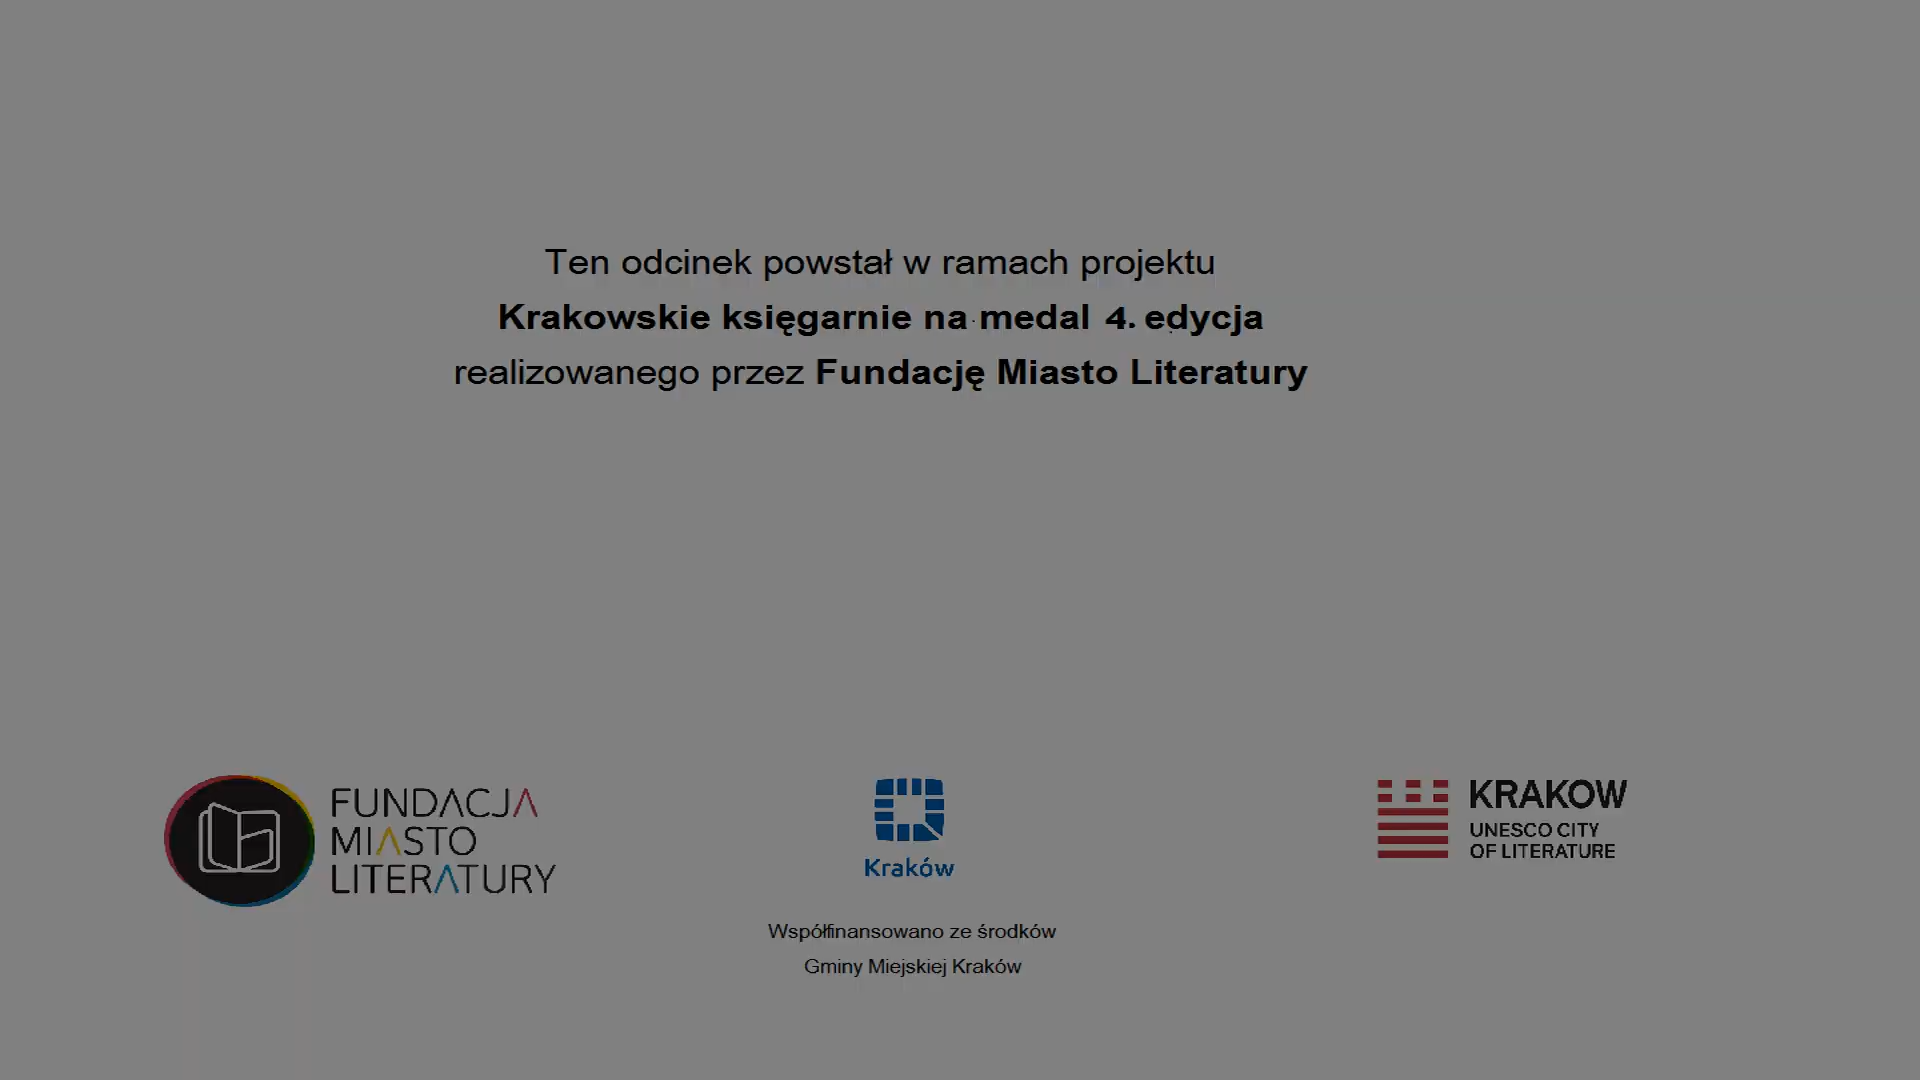 Ten odcinek powstał w ramach projektu
Krakowskie księgarnie na medal 4. edycja
realizowanego przez Fundację Miasto Literatury
FUNDACJA
MIASTO
LITERATURY
Kraków
Współfinansowano ze środków
Gminy Miejskiej Kraków
KRAKOW
UNESCO CITY
OF LITERATURE